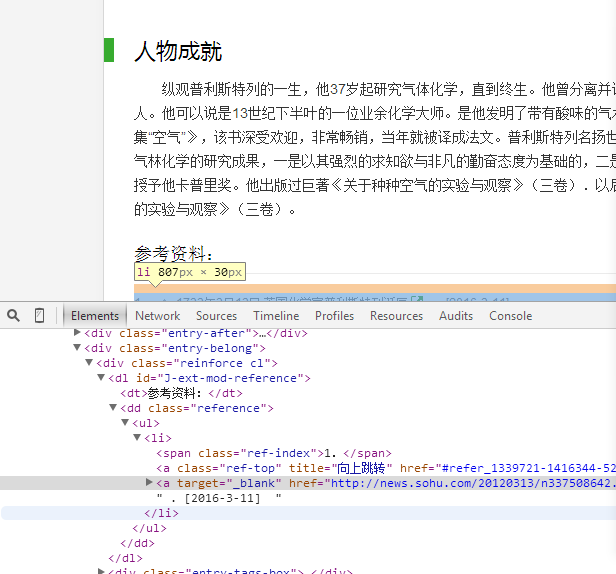 人物成就
纵观普利斯特列的一生，他37岁起研究气体化学，直到终生。他曾分离并论
人。他可以说是13世纪下半叶的一位业余化学大师。是他发明了带有酸味的气水
集“空气”》，该书深受欢迎，非常畅销，当年就被译成法文。普利斯特列名扬世
气林化学的研究成果，一是以其强烈的求知欲与非凡的勤奋态度为基础的，二是
授予他卡普里奖。他出版过巨著《关于种种空气的实验与观察》（三卷）．以后
的实验与观察》（三卷）。
参考资料：
li 807px × 30px
1. 1733年3月13日 英国化学家普利斯特列诞辰 . [2016-3-11]
Elements Network Sources Timeline Profiles Resources Audits Console
<div class="entry-after">…</div>
<div class="entry-belong">
<div class="reinforce cl">
<dl id="J-ext-mod-reference">
<dt>参考资料：</dt>
<dd class="reference">
<ul>
<li>
<span class="ref-index">1. </span>
<a class="ref-top" title="向上跳转" href="#refer_1339721-1416344-52
<a target="_blank" href="http://news.sohu.com/20120313/n337508642.
" . [2016-3-11]  "
</li>
</ul>
</dd>
</dl>
<div class="entry-tags-box">…</div>